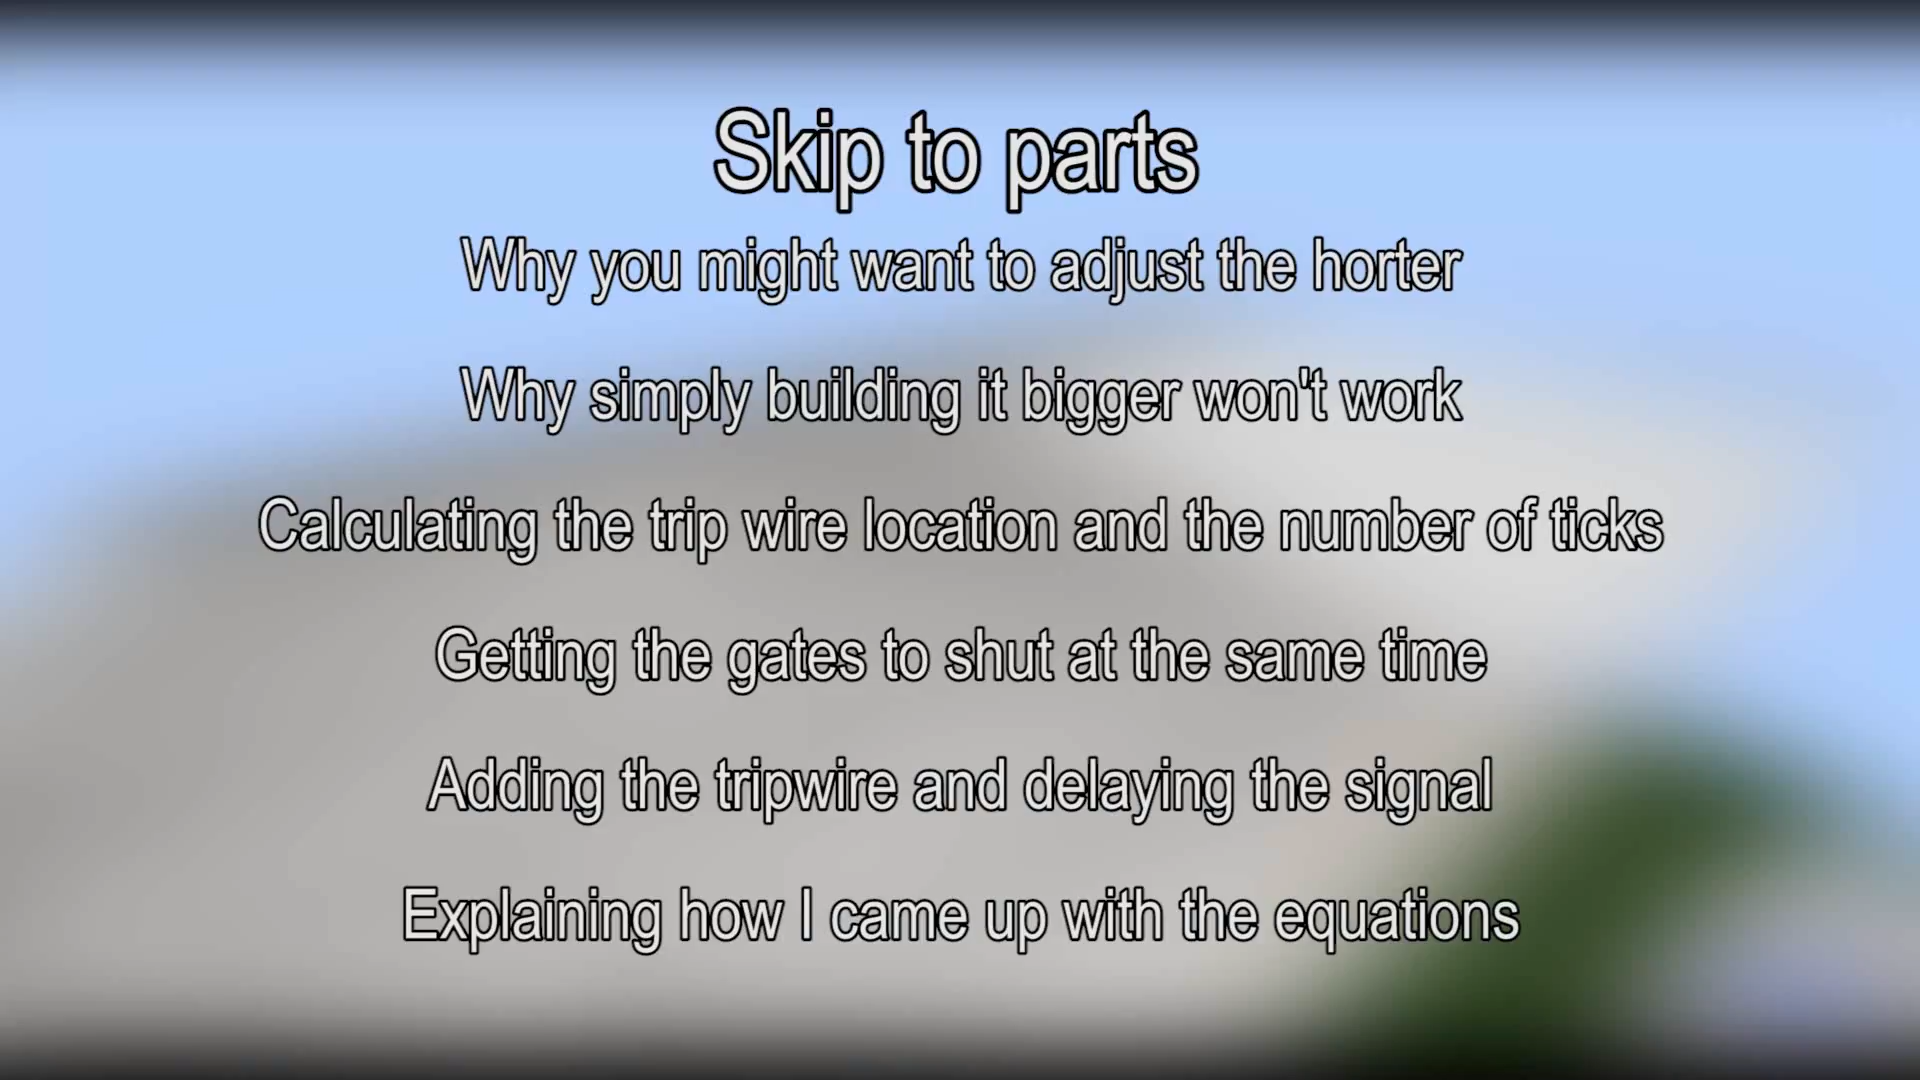 Skip to parts
Why you might want to adjust the horter
Why simply building it bigger won't work
Calculating the trip wire location and the number of ticks
Getting the gates to shut at the same time
Adding the tripwire and delaying the signal
Explaining how I came up with the equations